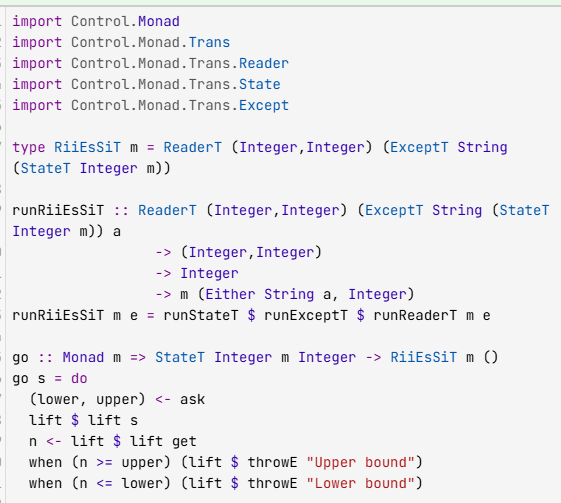 import Control.Monad
import Control.Monad.Trans
import Control.Monad.Trans.Reader
import Control.Monad.Trans.State
import Control.Monad.Trans.Except

type RiiEsSiT m = ReaderT (Integer,Integer) (ExceptT String
(StateT Integer m))

runRiiEsSiT :: ReaderT (Integer,Integer) (ExceptT String (StateT
Integer m)) a
                 -> (Integer,Integer)
                 -> Integer
                 -> m (Either String a, Integer)
runRiiEsSiT m e = runStateT $ runExceptT $ runReaderT m e

go :: Monad m => StateT Integer m Integer -> RiiEsSiT m ()
go s = do
  (lower, upper) <- ask
  lift $ lift s
  n <- lift $ lift get
  when (n >= upper) (lift $ throwE "Upper bound")
  when (n <= lower) (lift $ throwE "Lower bound")